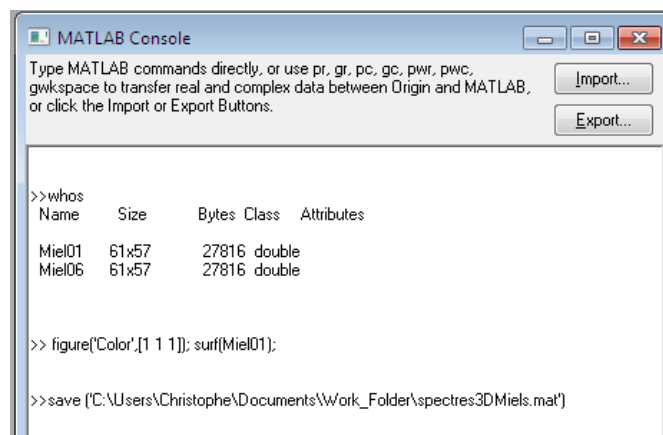 MATLAB Console
Type MATLAB commands directly, or use pr, gr, pc, gc, pwr, pwc,
gwkspace to transfer real and complex data between Origin and MATLAB,
or click the Import or Export Buttons.
Import...
Export...
>>whos
Name Size Bytes Class Attributes
Miel01 61x57 27816 double
Miel06 61x57 27816 double
>> figure('Color',[1 1 1]); surf(Miel01);
>>save ('C:\Users\Christophe\Documents\Work_Folder\spectres3DMiels.mat')